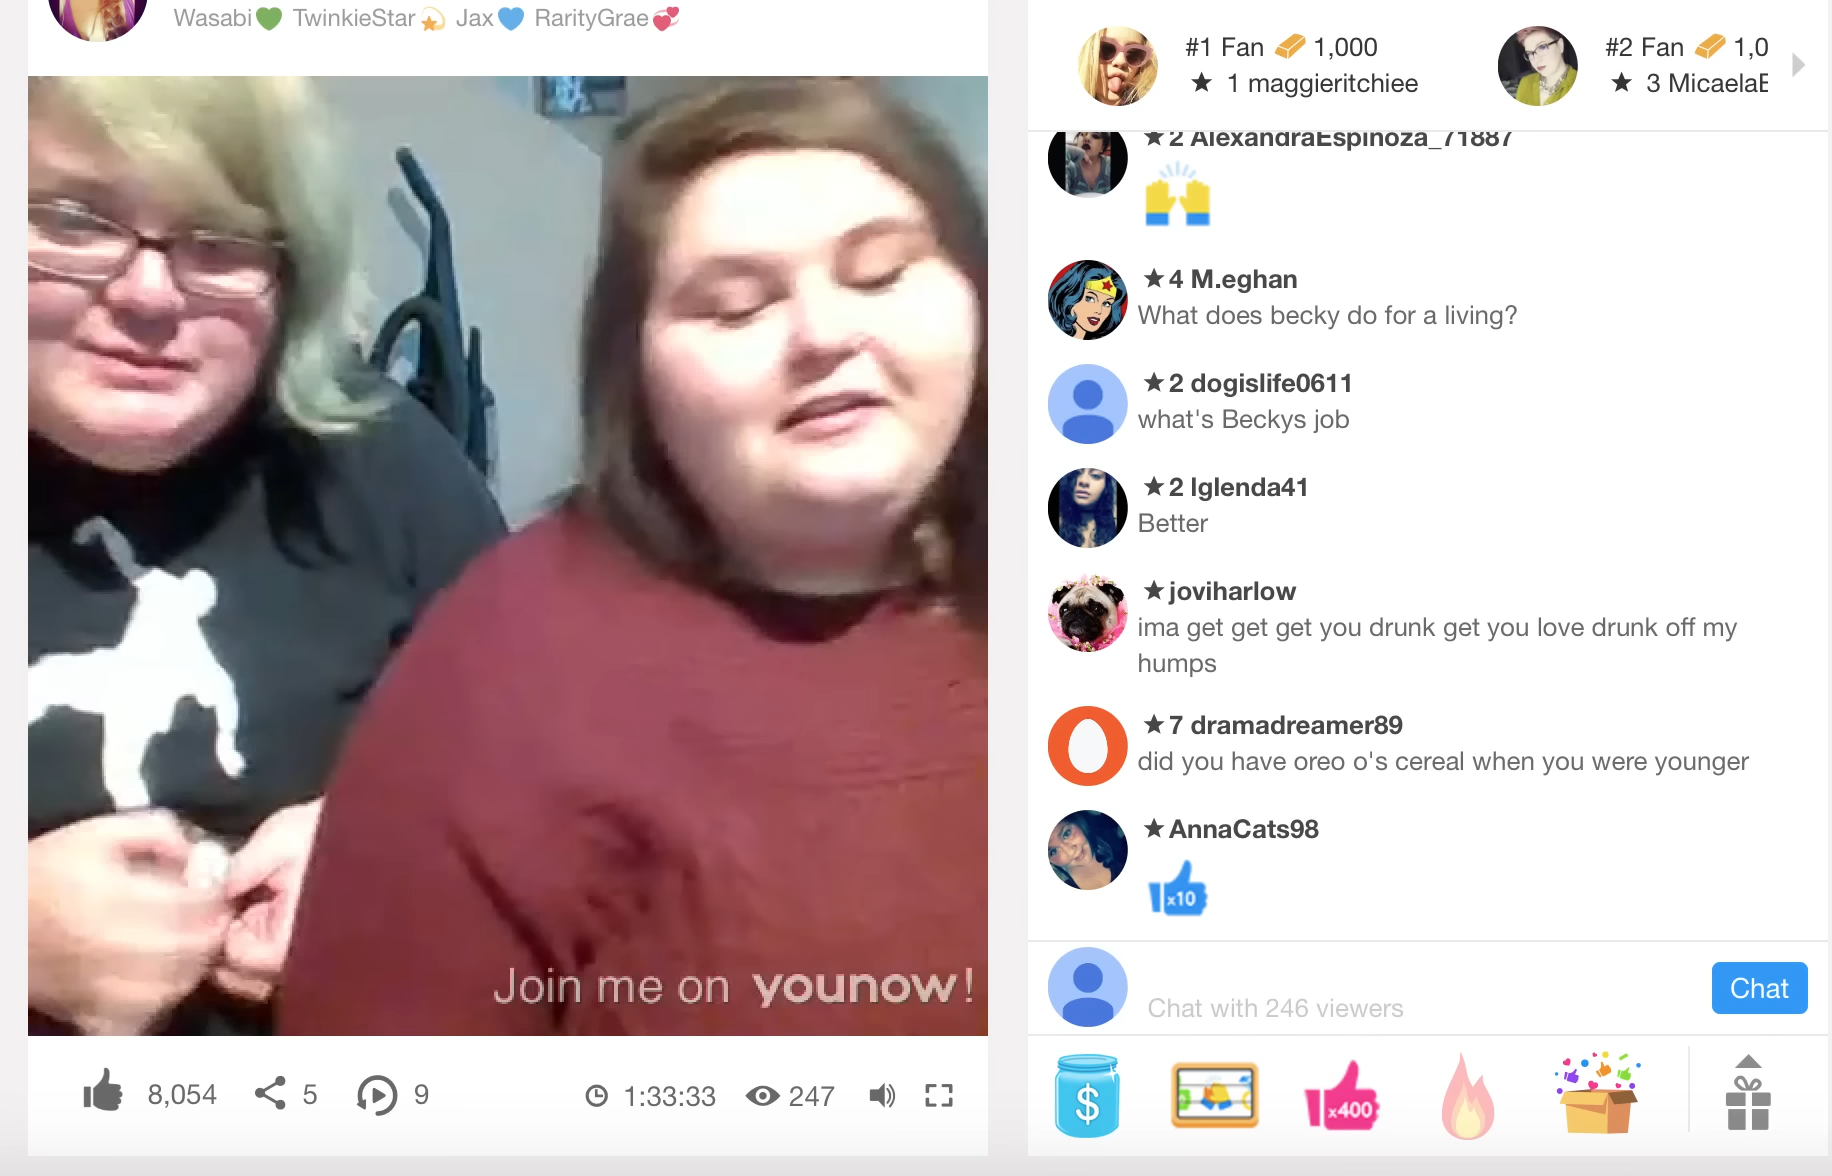 Wasabi💚 TwinkieStar💫 Jax💙 RarityGrae💞
#1 Fan 1,000
★ 1 maggieritchiee
#2 Fan 1,0
★ 3 MicaelaE
★2 AlexandraEspinoza_71887
★4 M.eghan
What does becky do for a living?
★2 dogislife0611
what's Beckys job
★2 lglenda41
Better
★joviharlow
ima get get get you drunk get you love drunk off my
humps
★7 dramadreamer89
did you have oreo o's cereal when you were younger
★AnnaCats98
x10
Join me on younow!
Chat with 246 viewers
Chat
8,054 5 9 1:33:33 247
$
x400